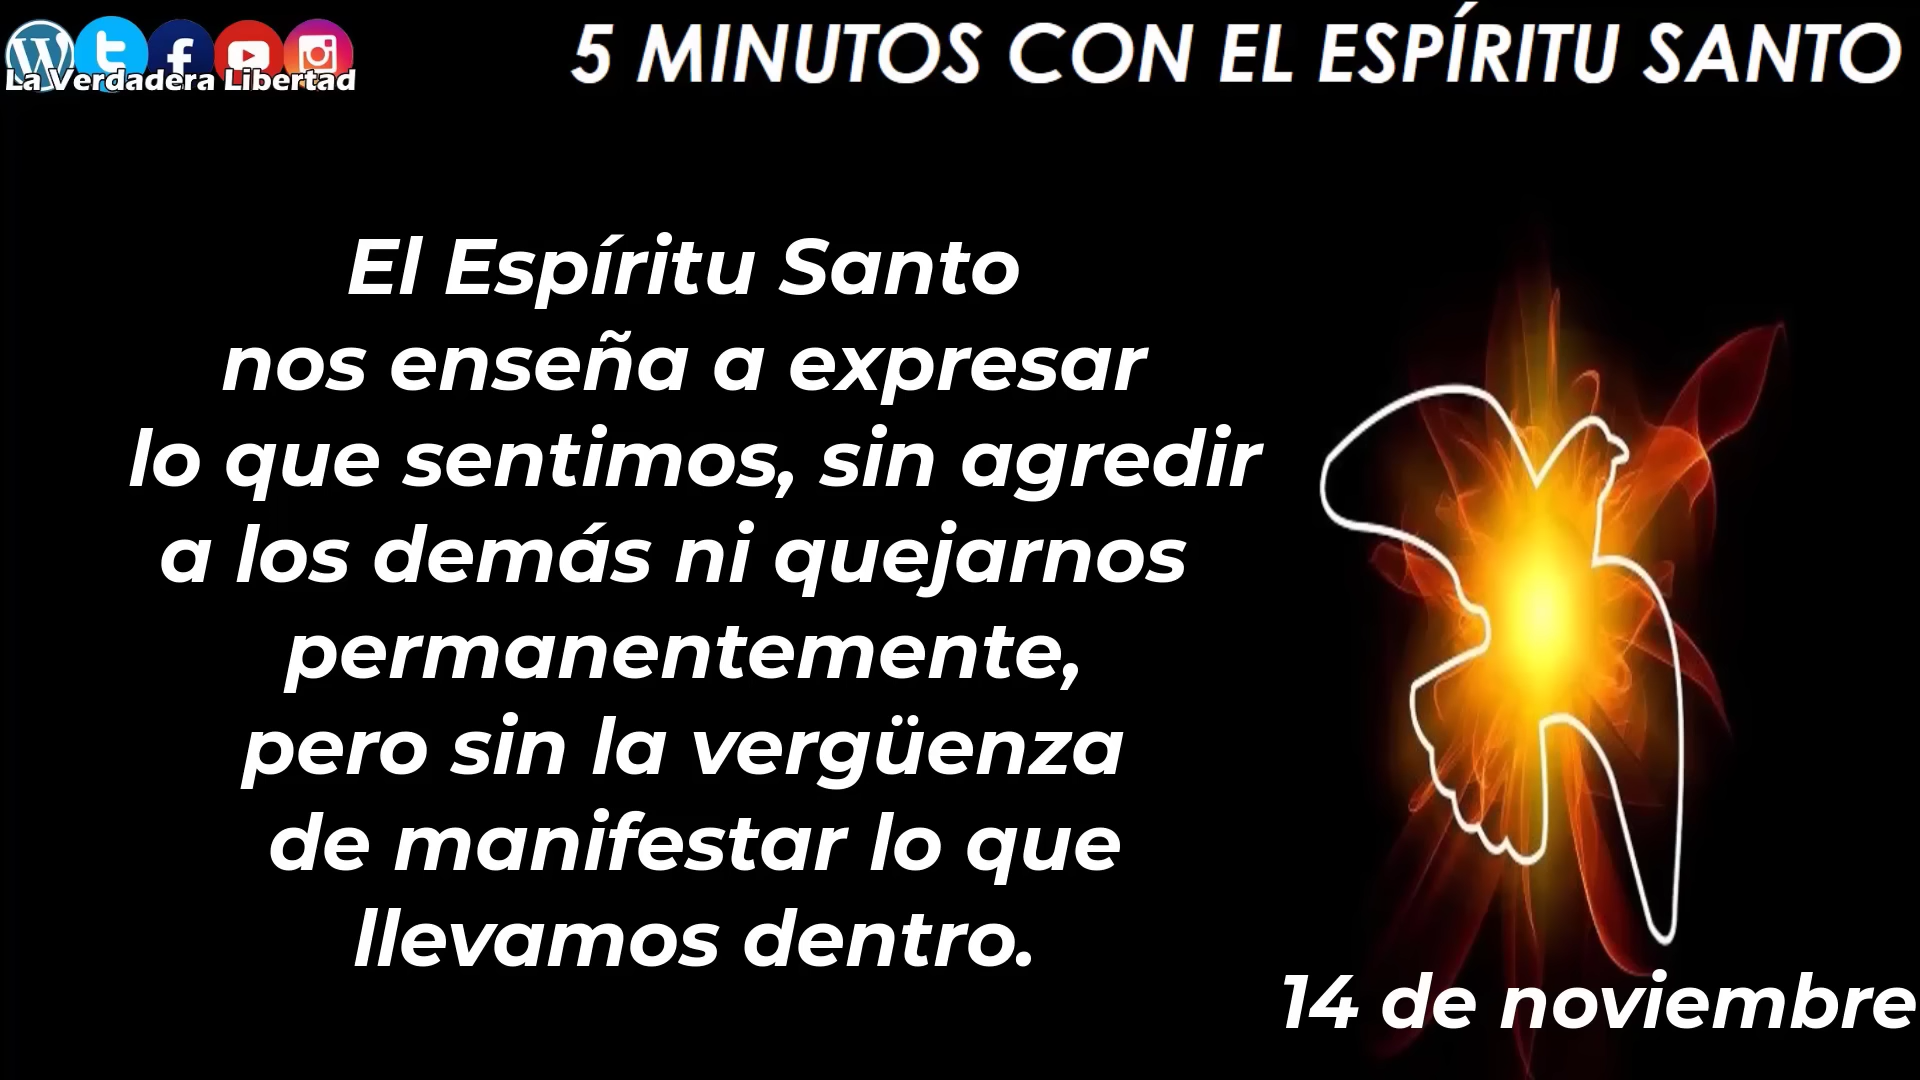 La Verdadera Libertad
5 MINUTOS CON EL ESPÍRITU SANTO
El Espíritu Santo
nos enseña a expresar
lo que sentimos, sin agredir
a los demás ni quejarnos
permanentemente,
pero sin la vergüenza
de manifestar lo que
llevamos dentro.
14 de noviembre